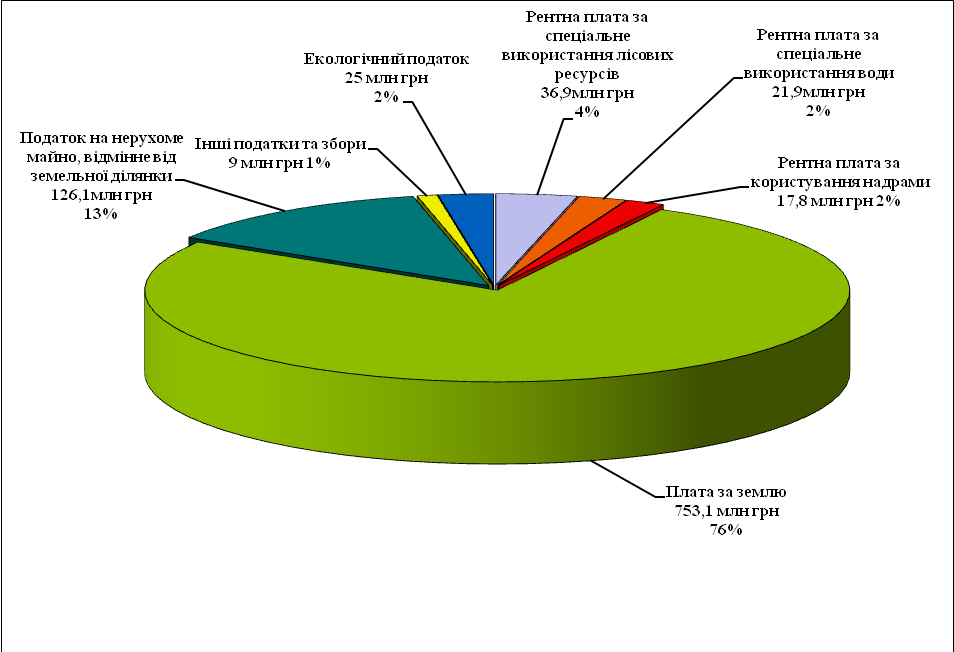 Рентна плата за
спеціальне
використання лісових
ресурсів
36,9млн грн
4%
Рентна плата за
спеціальне
використання води
21,9млн грн
2%
Екологічний податок
25 млн грн
2%
Податок на нерухоме
майно, відмінне від
земельної ділянки
126,1млн грн
13%
Інші податки та збори
9 млн грн 1%
Рентна плата за
користування надрами
17,8 млн грн 2%
Плата за землю
753,1 млн грн
76%